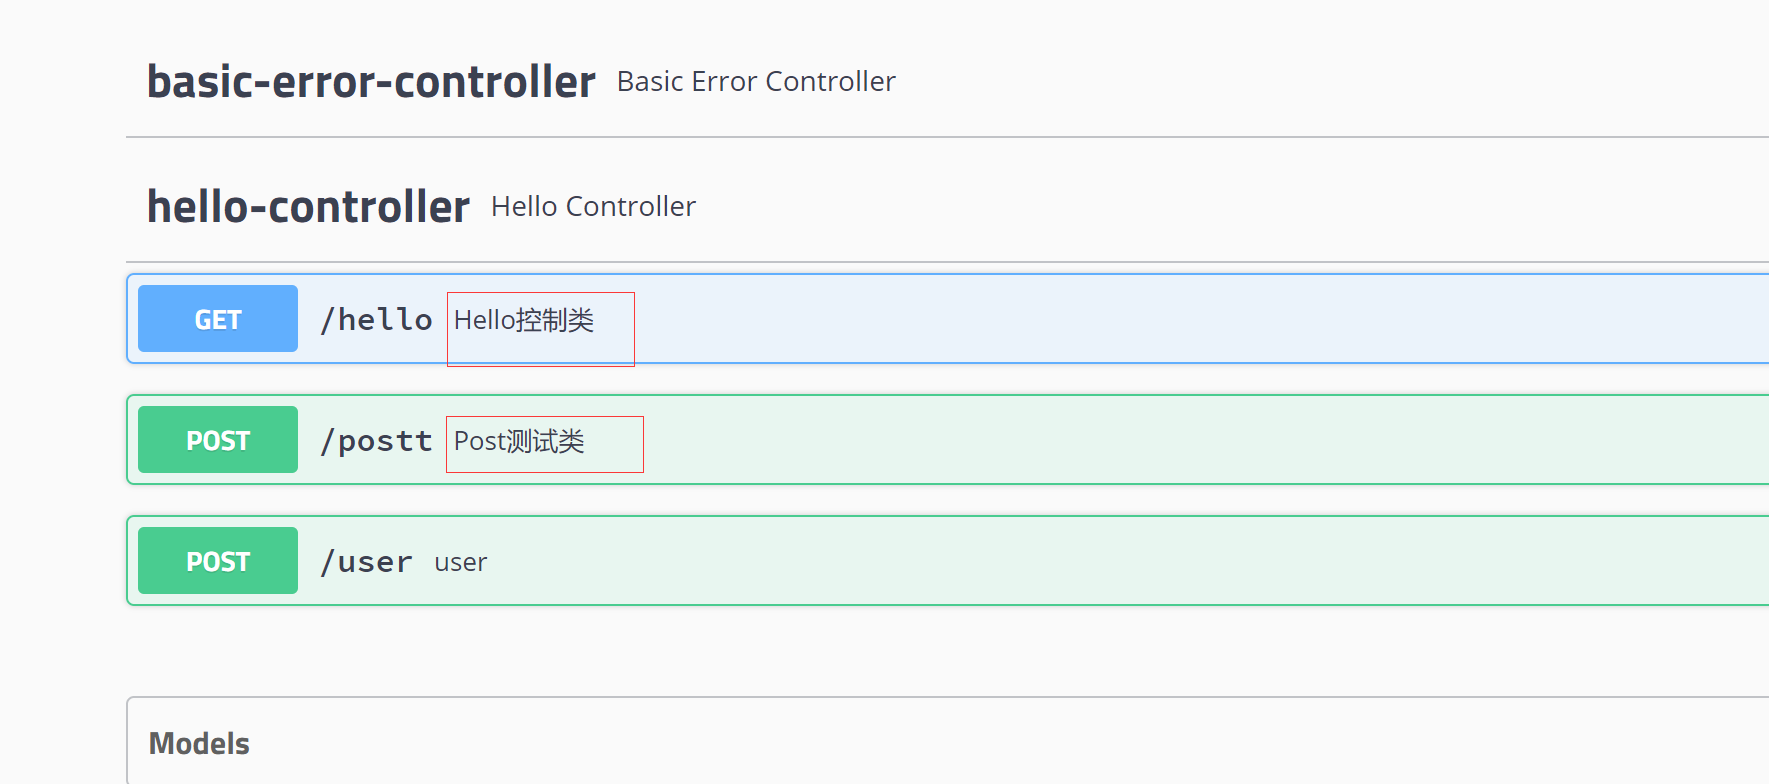 basic-error-controller Basic Error Controller
hello-controller Hello Controller
GET /hello Hello控制类
POST /postt Post测试类
POST /user user
Models